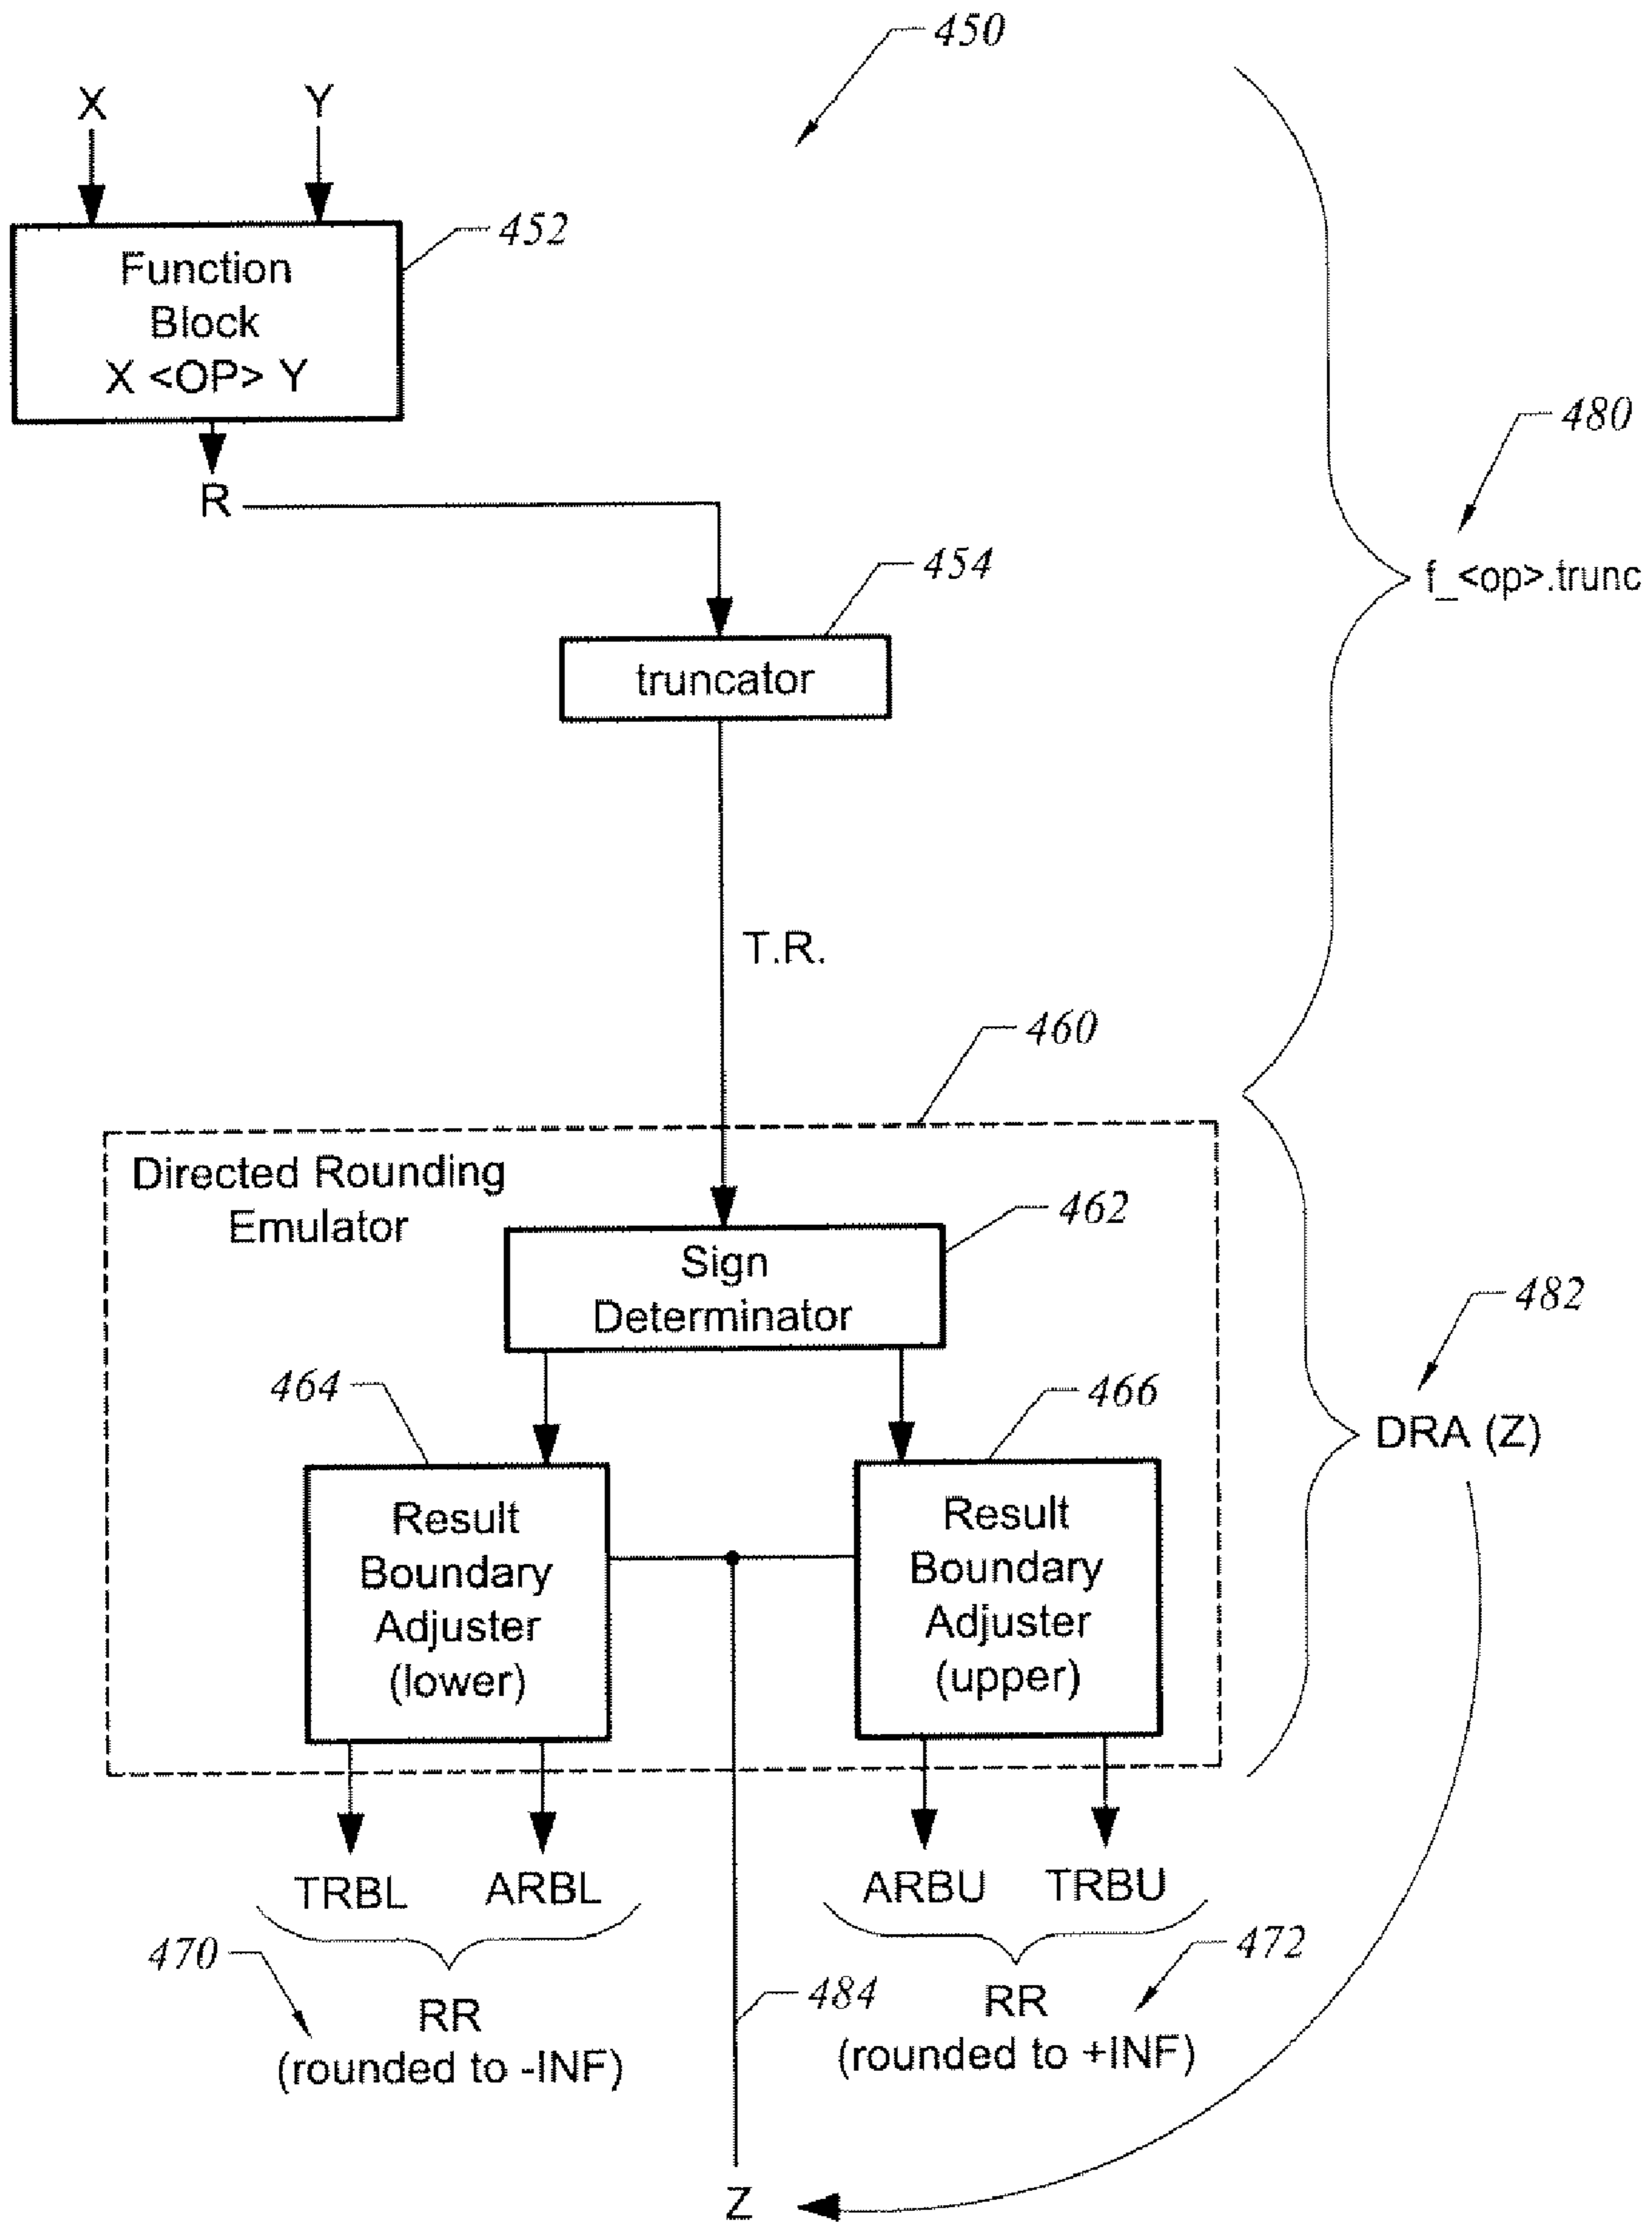 450
X
Y
452
Function
Block
X <OP> Y
480
R
454
f_<op>.trunc
truncator
T.R.
460
Directed Rounding
Emulator
462
Sign
Determinator
482
464
466
DRA (Z)
Result
Boundary
Adjuster
(lower)
Result
Boundary
Adjuster
(upper)
TRBL
ARBL
ARBU
TRBU
470
472
484
RR
(rounded to -INF)
RR
(rounded to +INF)
Z